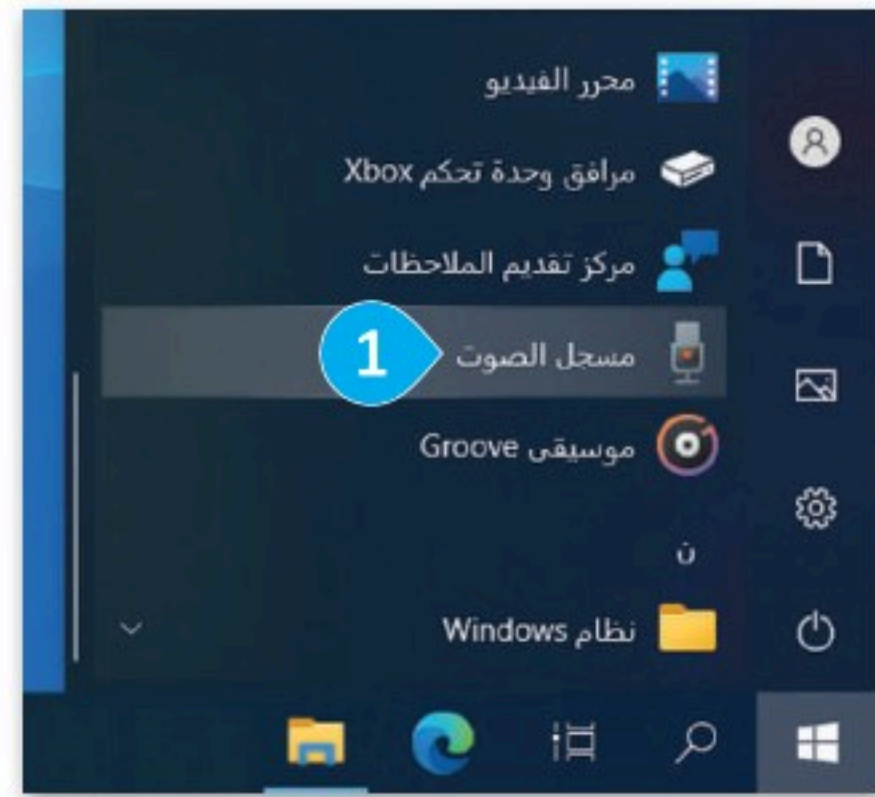 محرر الفيديو
مرافق وحدة تحكم Xbox
مركز تقديم الملاحظات
مسجل الصوت
1
موسيقى Groove
ن
نظام Windows